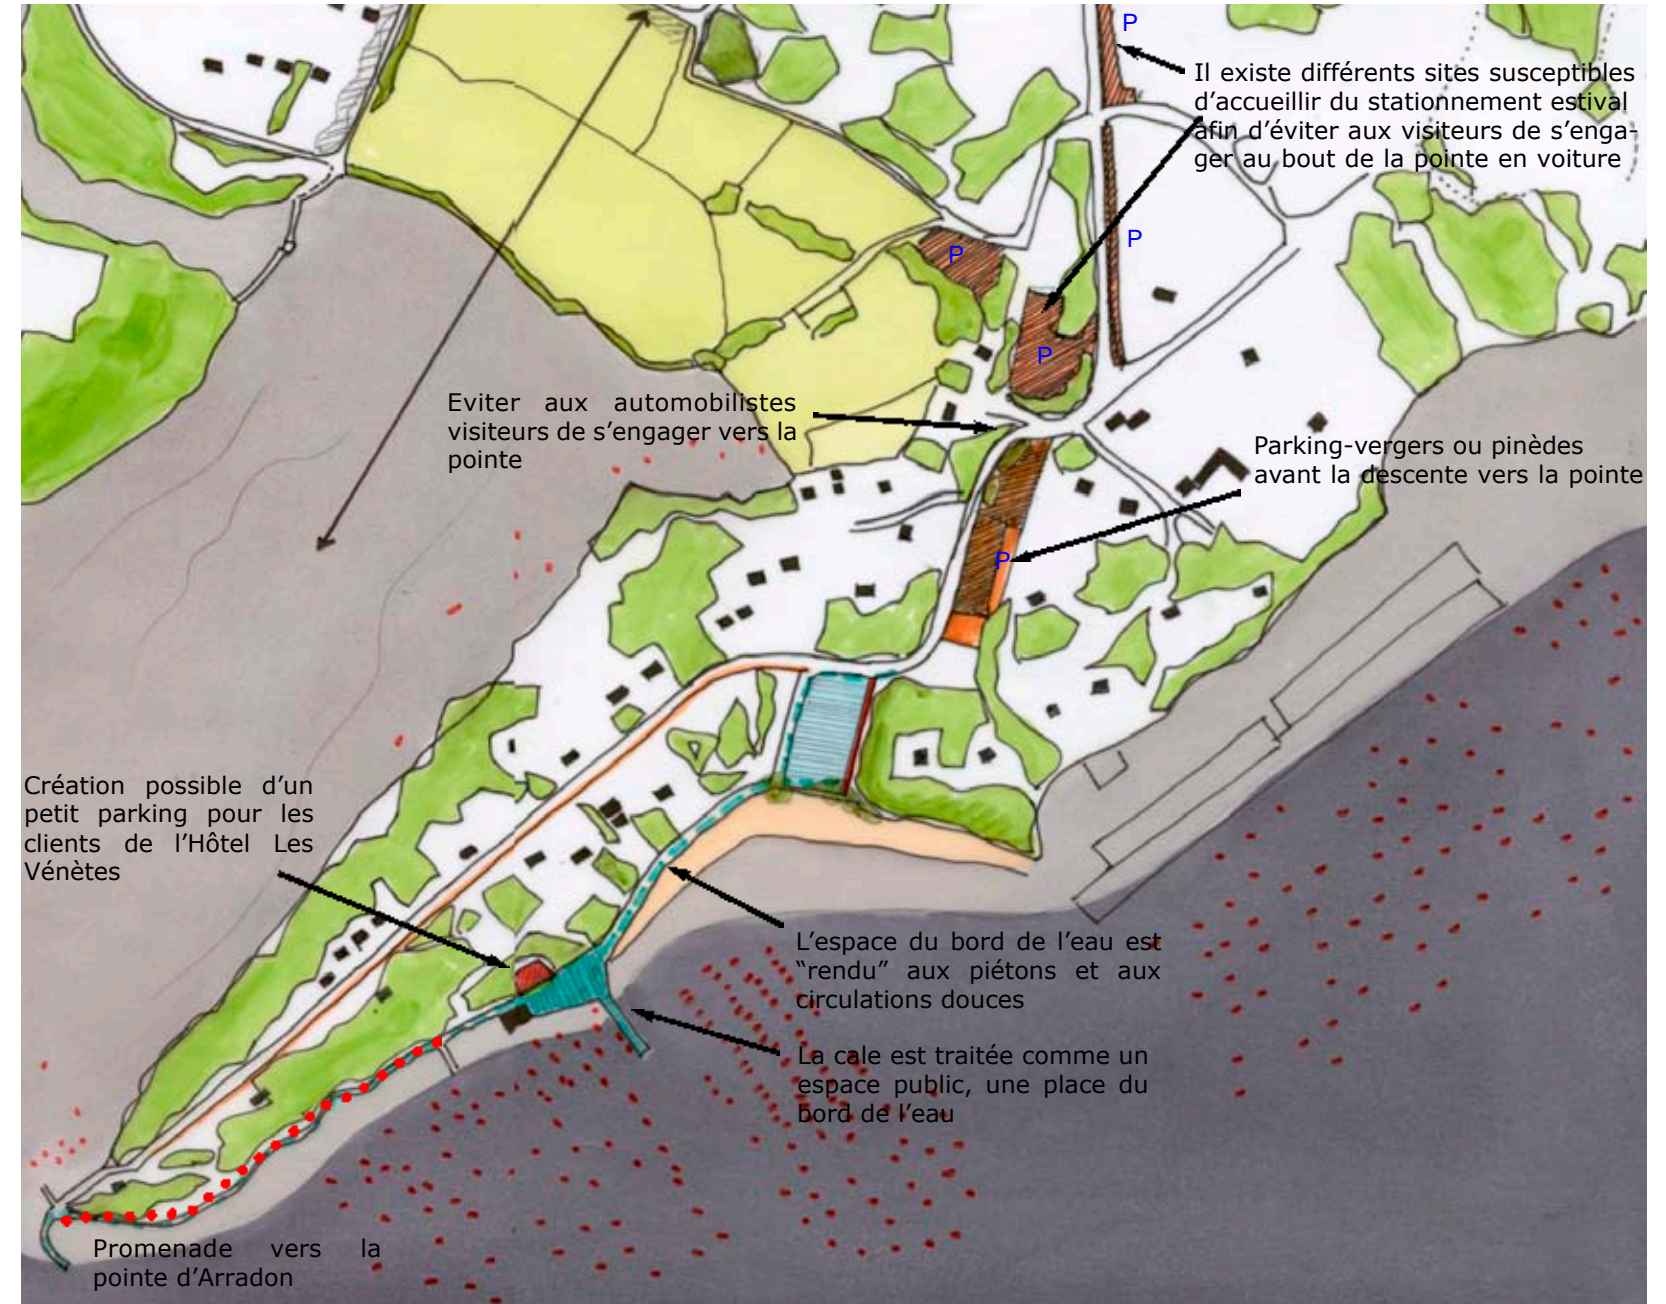 P
Il existe différents sites susceptibles
d'accueillir du stationnement estival
afin d'éviter aux visiteurs de s'enga-
ger au bout de la pointe en voiture
P
P
P
Eviter aux automobilistes
visiteurs de s'engager vers la
pointe
Parking-vergers ou pinèdes
avant la descente vers la pointe
P
Création possible d'un
petit parking pour les
clients de l'Hôtel Les
Vénètes
L'espace du bord de l'eau est
“rendu” aux piétons et aux
circulations douces
La cale est traitée comme un
espace public, une place du
bord de l'eau
Promenade vers la
pointe d'Arradon